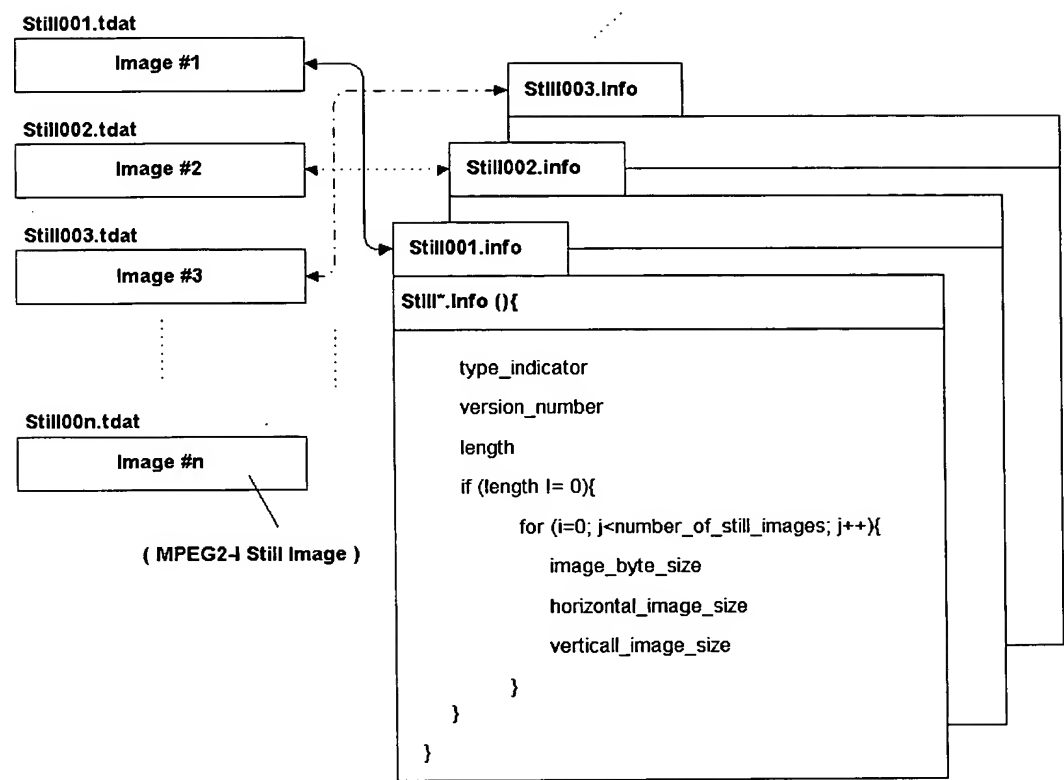 Still001.tdat
Image #1
Still002.tdat
Image #2
Still003.tdat
Image #3
Still00n.tdat
Image #n
( MPEG2-I Still Image )
Still003.info
Still002.info
Still001.info
Still*.info (){
type_indicator
version_number
length
if (length != 0){
for (i=0; j<number_of_still_images; j++){
image_byte_size
horizontal_image_size
verticall_image_size
}
}
}